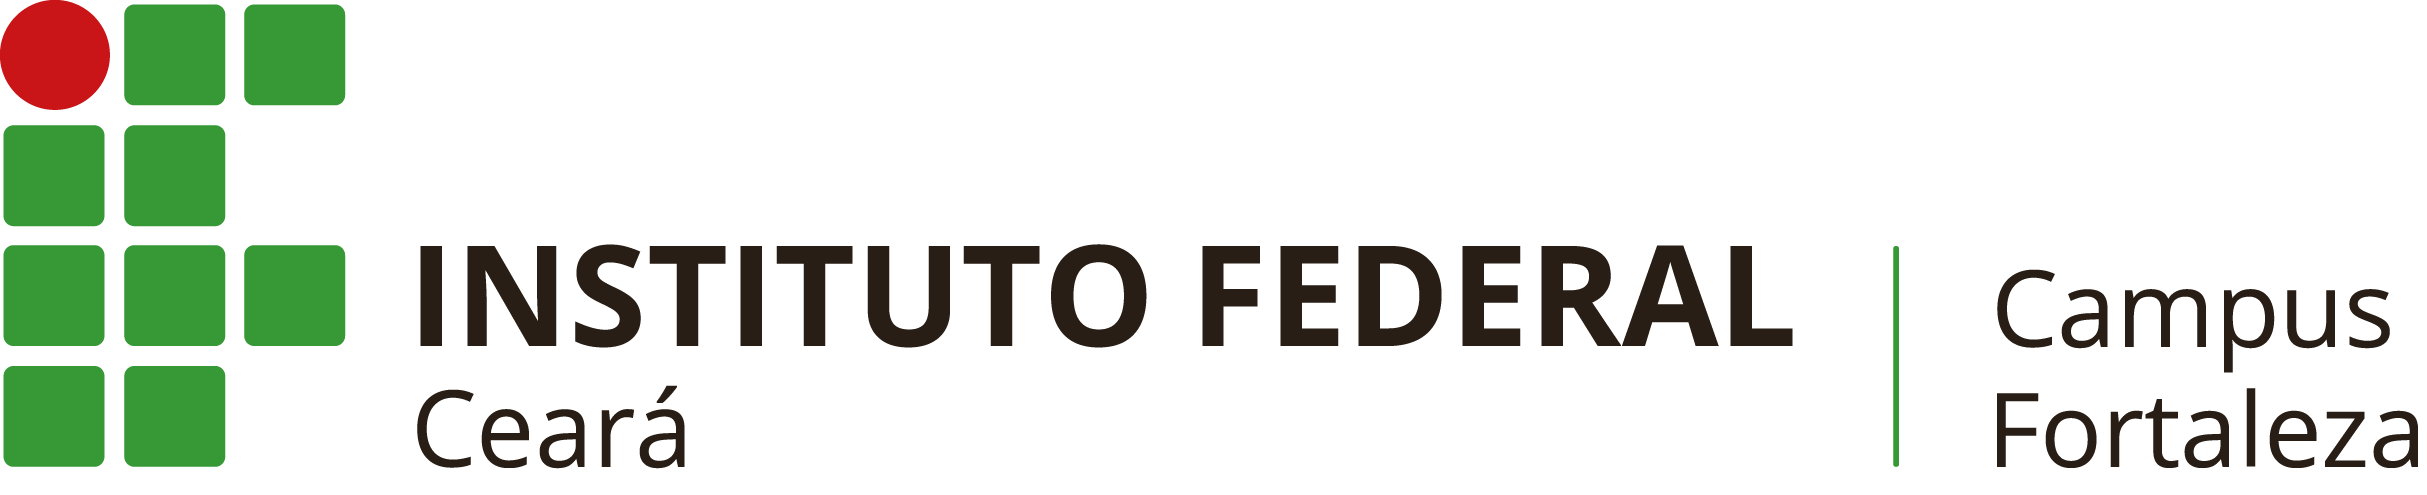 INSTITUTO FEDERAL
Ceará
Campus
Fortaleza